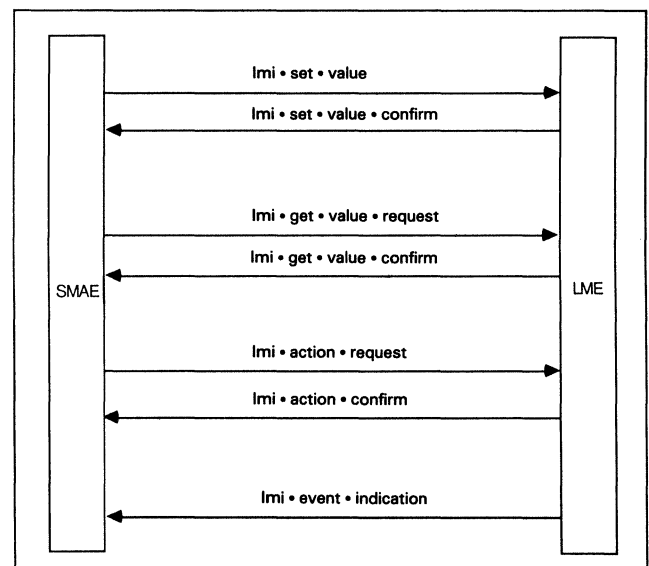 lmi • set • value
lmi • set • value • confirm
lmi • get • value • request
lmi • get • value • confirm
SMAE
LME
lmi • action • request
lmi • action • confirm
lmi • event • indication